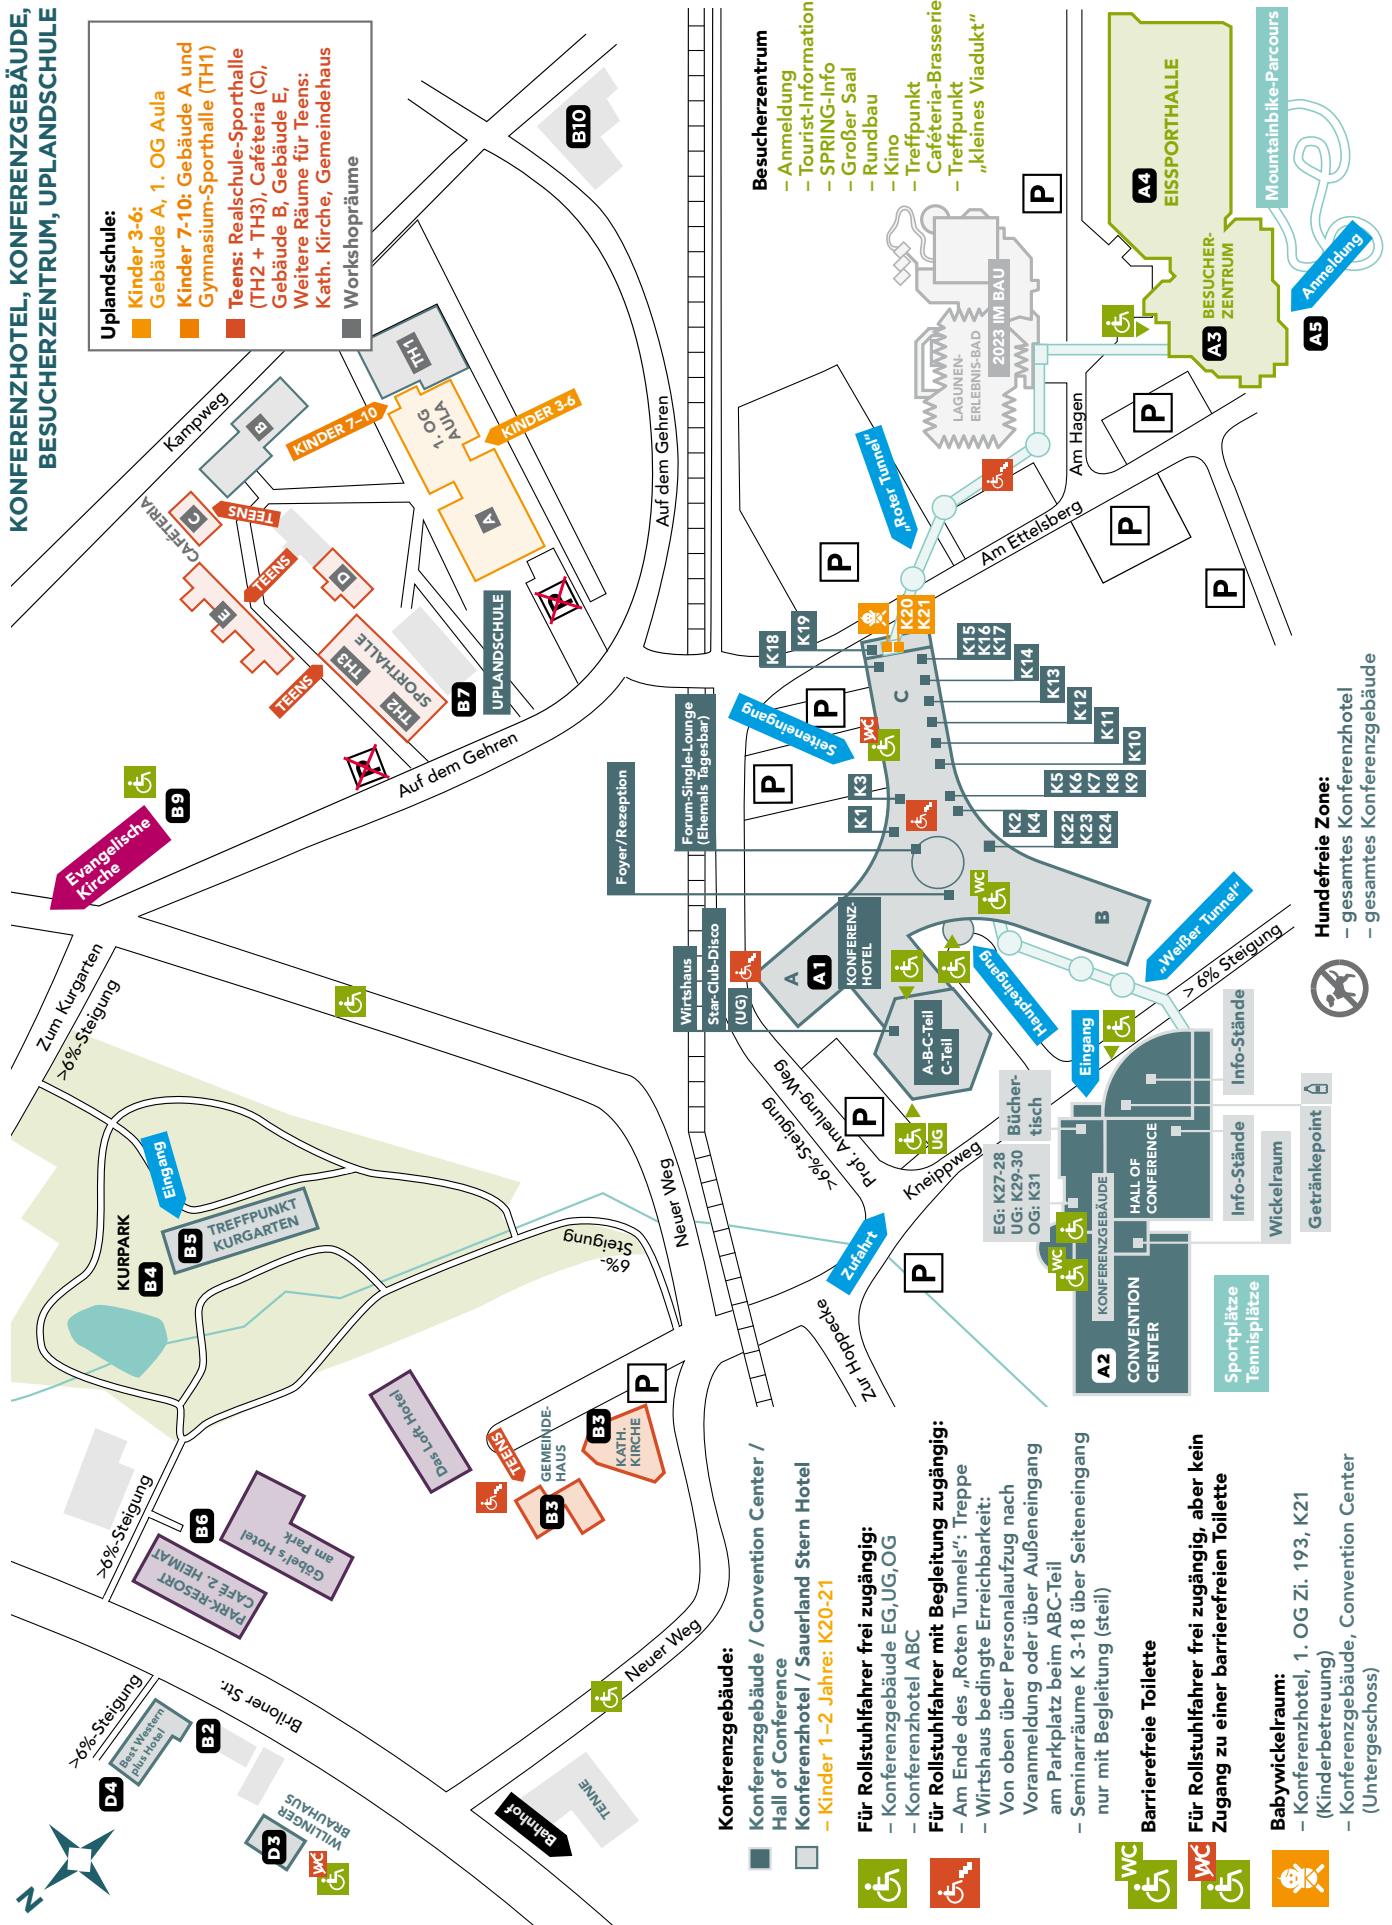 KONFERENZHOTEL, KONFERENZGEBÄUDE,
BESUCHERZENTRUM, UPLANDSCHULE
Uplandschule:
Kinder 3-6:
Gebäude A, 1. OG Aula
Kinder 7-10: Gebäude A und
Gymnasium-Sporthalle (TH1)
Teens: Realschule-Sporthalle
(TH2 + TH3), Caféteria (C),
Gebäude B, Gebäude E,
Weitere Räume für Teens:
Kath. Kirche, Gemeindehaus
Workshopräume
B10
Besucherzentrum
– Anmeldung
– Tourist-Information
– SPRING-Info
– Großer Saal
– Rundbau
– Kino
– Treffpunkt
Caféteria-Brasserie
– Treffpunkt
„kleines Viadukt“
P
A4
EISSPORTHALLE
Mountainbike-Parcours
Anmeldung
A5
A3
BESUCHER-
ZENTRUM
2023 IM BAU
LAGUNEN-
ERLEBNIS-BAD
Am Hagen
P
P
P
P
Am Ettelsberg
„Roter Tunnel“
Kampweg
B
TH1
1. OG
AULA
A
KINDER 7–10
KINDER 3-6
CAFÉTERIA
C
TEENS
TEENS
TEENS
E
D
TH3
TH2
SPORTHALLE
B7
UPLANDSCHULE
P
P
Auf dem Gehren
Auf dem Gehren
Evangelische
Kirche
B9
Zum Kurgarten
>6%-Steigung
Foyer/Rezeption
Forum-Single-Lounge
(Ehemals Tagesbar)
Wirtshaus
Star-Club-Disco
(UG)
Seiteneingang
P
P
K18
K19
K20
K21
K15
K16
K17
K14
K13
K12
K11
K10
K5
K6
K7
K8
K9
K2
K4
K22
K23
K24
K1
K3
WC
WC
C
B
A
A1
KONFERENZ-
HOTEL
A-B-C-Teil
C-Teil
UG
Haupteingang
„Weißer Tunnel“
> 6% Steigung
Eingang
Hundefreie Zone:
– gesamtes Konferenzhotel
– gesamtes Konferenzgebäude
Prof. Amelung-Weg
>6%-Steigung
P
Kneippweg
Zufahrt
P
Zur Hoppecke
Bücher-
tisch
EG: K27-28
UG: K29-30
OG: K31
Info-Stände
Info-Stände
Wickelraum
Getränkepoint
KONFERENZGEBÄUDE
HALL OF
CONFERENCE
WC
A2
CONVENTION
CENTER
Sportplätze
Tennisplätze
Neuer Weg
6%-
Steigung
Eingang
KURPARK
B4
B5
TREFFPUNKT
KURGARTEN
Das Loft Hotel
TEENS
GEMEINDE-
HAUS
B3
B3
KATH.
KIRCHE
P
>6%-Steigung
B6
Göbel's Hotel
am Park
PARK-RESORT
CAFÉ 2. HEIMAT
Briloner Str.
Neuer Weg
>6%-Steigung
Best Western
plus Hotel
B2
D4
D3
WILLINGER
BRAUHAUS
WC
N
TENNE
Bahnhof
Konferenzgebäude:
Konferenzgebäude / Convention Center /
Hall of Conference
Konferenzhotel / Sauerland Stern Hotel
– Kinder 1–2 Jahre: K20-21
Für Rollstuhlfahrer frei zugängig:
– Konferenzgebäude EG,UG,OG
– Konferenzhotel ABC
Für Rollstuhlfahrer mit Begleitung zugängig:
– Am Ende des „Roten Tunnels“: Treppe
– Wirtshaus bedingte Erreichbarkeit:
Von oben über Personalaufzug nach
Voranmeldung oder über Außeneingang
am Parkplatz beim ABC-Teil
– Seminarräume K 3-18 über Seiteneingang
nur mit Begleitung (steil)
WC
Barrierefreie Toilette
WC
Für Rollstuhlfahrer frei zugängig, aber kein
Zugang zu einer barrierefreien Toilette
Babywickelraum:
– Konferenzhotel, 1. OG Zi. 193, K21
(Kinderbetreuung)
– Konferenzgebäude, Convention Center
(Untergeschoss)